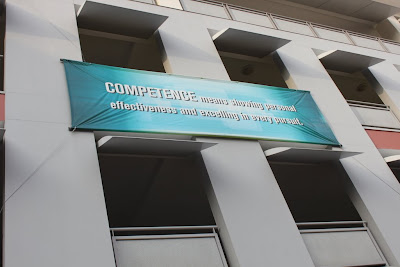 COMPETENCE means showing personal
effectiveness and excelling in every pursuit.